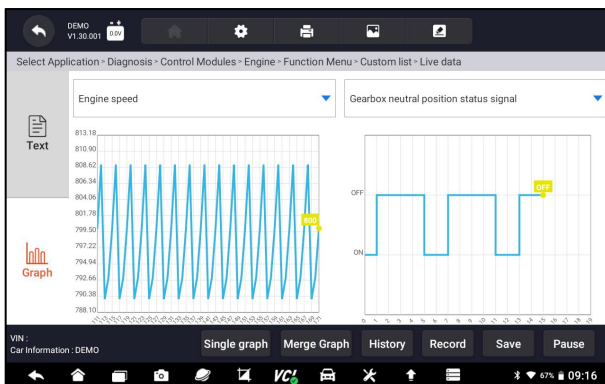 DEMO
V1.30.001 0.0V
Select Application > Diagnosis > Control Modules > Engine > Function Menu > Custom list > Live data
Engine speed
Gearbox neutral position status signal
Text
Graph
813.18
810.90
808.62
806.34
804.06
801.78
799.50
797.22
794.94
792.66
790.38
788.10
800
OFF
ON
OFF
0 1 2 3 4 5 6 7 8 9 10 11 12 13 14 15 16 17 18 19
VIN :
Car Information : DEMO
Single graph
Merge Graph
History
Record
Save
Pause
VCI
67%
09:16